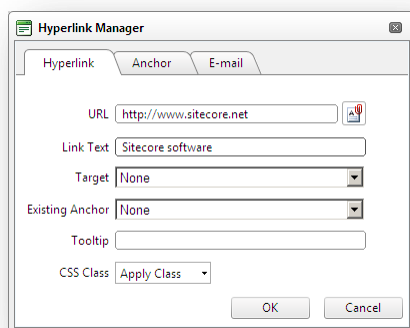 Hyperlink Manager
Hyperlink Anchor E-mail
URL http://www.sitecore.net
Link Text Sitecore software
Target None
Existing Anchor None
Tooltip
CSS Class Apply Class
OK Cancel